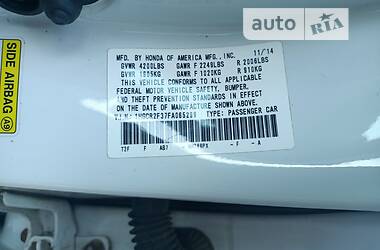 AUTO
RIA
SIDE AIRBAG
A9
MFD. BY HONDA OF AMERICA MFG., INC. 11/14
GVWR 4200LBS GAWR F 2249LBS R 2006LBS
GVWR 1905KG GAWR F 1020KG R 910KG
THIS VEHICLE CONFORMS TO ALL APPLICABLE
FEDERAL MOTOR VEHICLE SAFETY, BUMPER,
AND THEFT PREVENTION STANDARDS IN EFFECT
ON THE DATE OF MANUFACTURE SHOWN ABOVE.
V.I.N.: TYPE: PASSENGER CAR
F - F - A